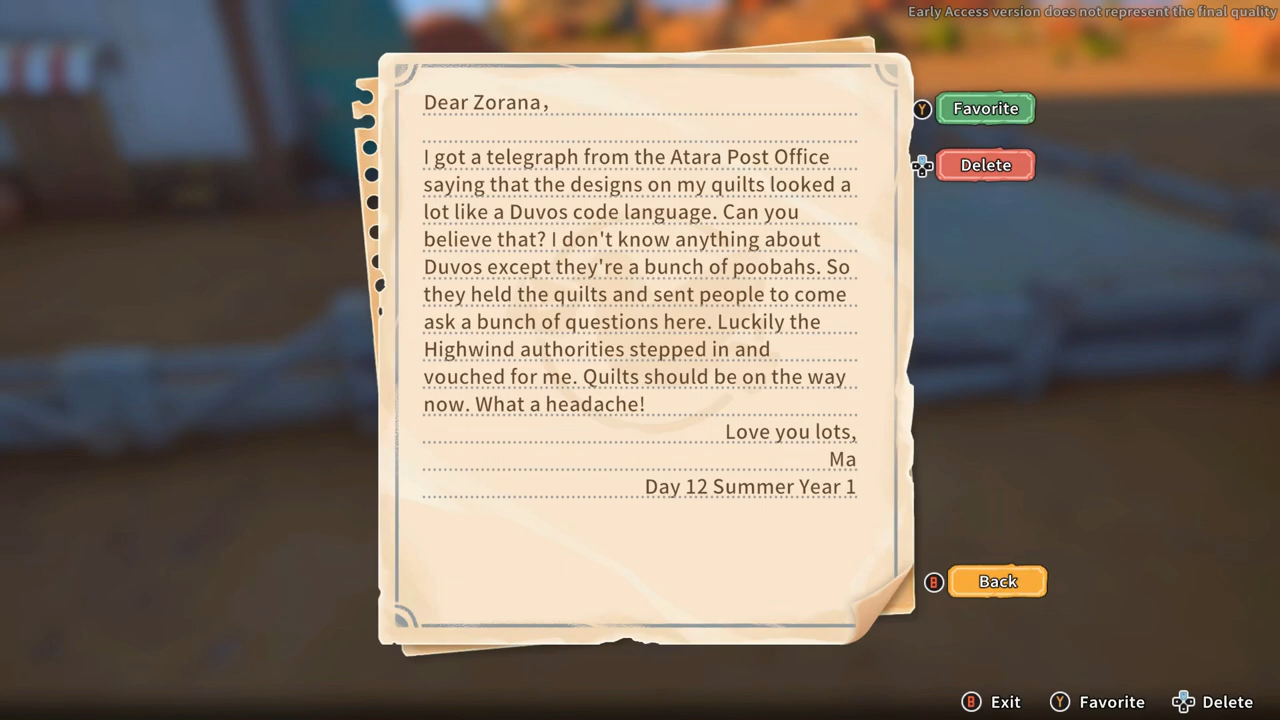 Early Access version does not represent the final quality
Dear Zorana,
I got a telegraph from the Atara Post Office
saying that the designs on my quilts looked a
lot like a Duvos code language. Can you
believe that? I don't know anything about
Duvos except they're a bunch of poobahs. So
they held the quilts and sent people to come
ask a bunch of questions here. Luckily the
Highwind authorities stepped in and
vouched for me. Quilts should be on the way
now. What a headache!
Love you lots,
Ma
Day 12 Summer Year 1
Y Favorite
Delete
B Back
B Exit Y Favorite Delete